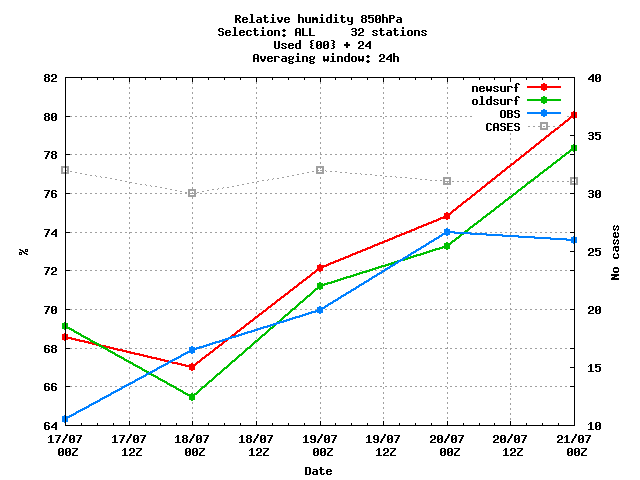 Relative humidity 850hPa
Selection: ALL     32 stations
Used {00} + 24
Averaging window: 24h
newsurf
oldsurf
OBS
CASES
82
80
78
76
74
72
70
68
66
64
%
40
35
30
25
20
15
10
No cases
17/07 17/07 18/07 18/07 19/07 19/07 20/07 20/07 21/07
00Z 12Z 00Z 12Z 00Z 12Z 00Z 12Z 00Z
Date